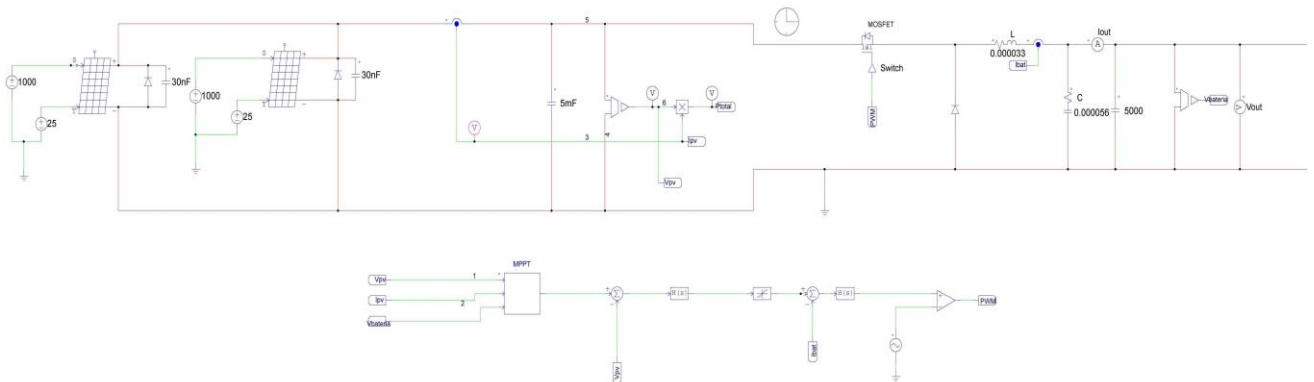 5
MOSFET
L
Iout
S
S
1000
30nF
1000
30nF
0.000033
A
Ibat
Switch
V
V
T
25
T
25
5mF
6
Ptotal
C
0.000056
5000
Vbateria
V
Vout
PWM
V
3
4
Ipv
Vpv
MPPT
Vpv
1
Ipv
2
Vbateria
H(s)
PWM
Vpv
Ibat